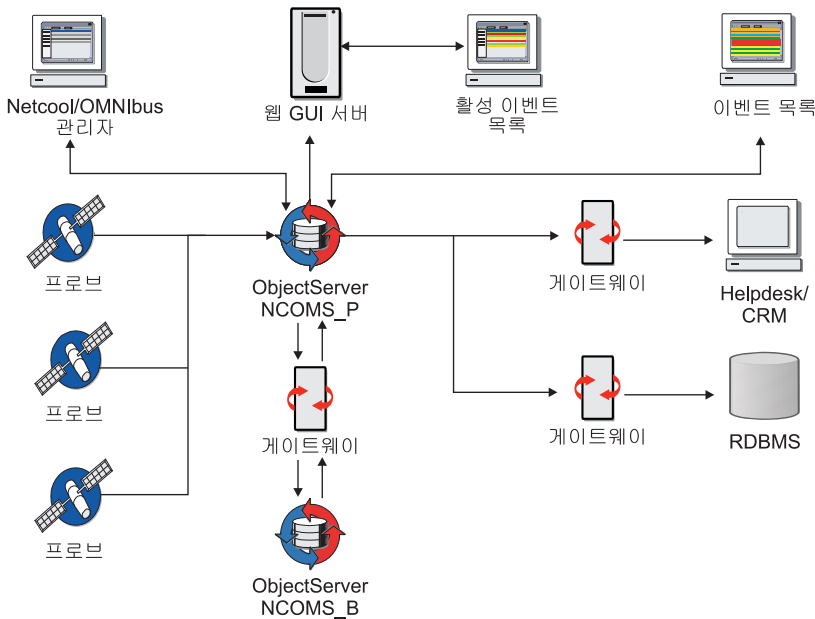 Netcool/OMNIbus
관리자
웹 GUI 서버
활성 이벤트
목록
이벤트 목록
프로브
ObjectServer
NCOMS_P
게이트웨이
Helpdesk/
CRM
프로브
게이트웨이
게이트웨이
RDBMS
프로브
ObjectServer
NCOMS_B